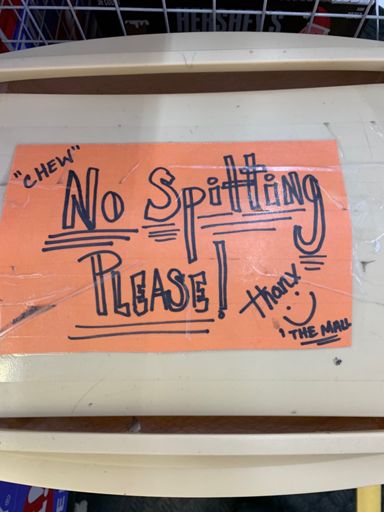 HERSHEY'S
"CHEW"
No Spitting
PLEASE!
thanx
THE MALL